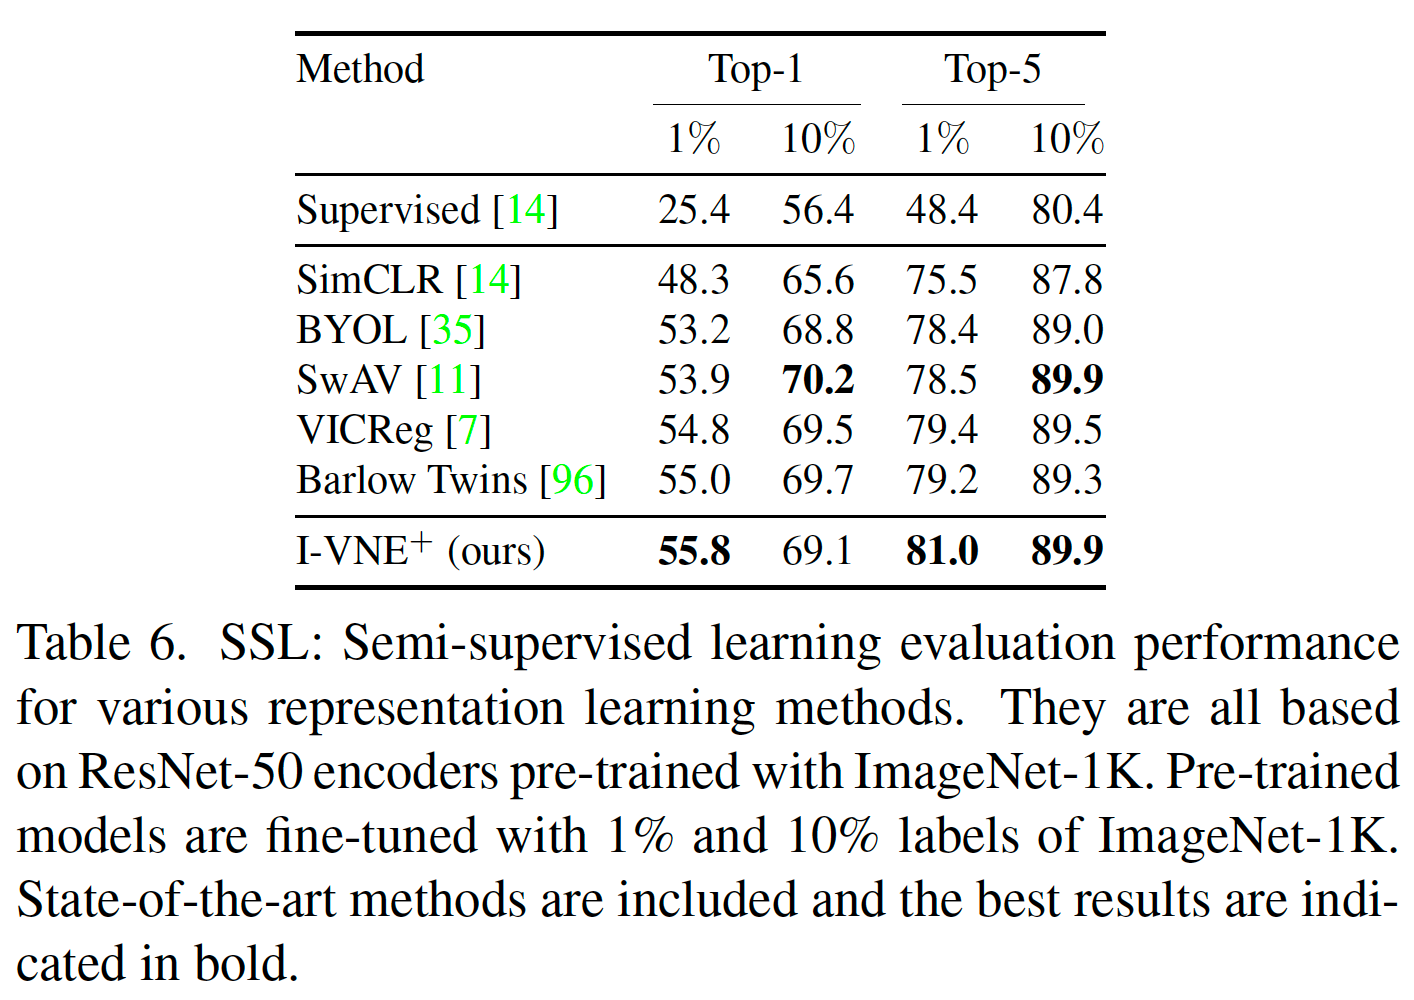 Method Top-1 Top-5
1% 10% 1% 10%
Supervised [14] 25.4 56.4 48.4 80.4
SimCLR [14] 48.3 65.6 75.5 87.8
BYOL [35] 53.2 68.8 78.4 89.0
SwAV [11] 53.9 70.2 78.5 89.9
VICReg [7] 54.8 69.5 79.4 89.5
Barlow Twins [96] 55.0 69.7 79.2 89.3
I-VNE+ (ours) 55.8 69.1 81.0 89.9
Table 6. SSL: Semi-supervised learning evaluation performance
for various representation learning methods. They are all based
on ResNet-50 encoders pre-trained with ImageNet-1K. Pre-trained
models are fine-tuned with 1% and 10% labels of ImageNet-1K.
State-of-the-art methods are included and the best results are indi-
cated in bold.